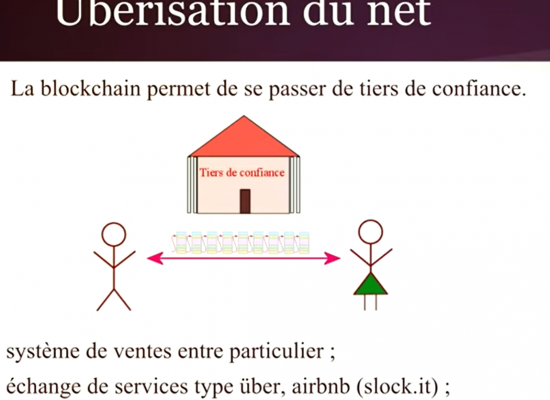 Ubérisation du net
La blockchain permet de se passer de tiers de confiance.
Tiers de confiance
système de ventes entre particulier ;
échange de services type über, airbnb (slock.it) ;